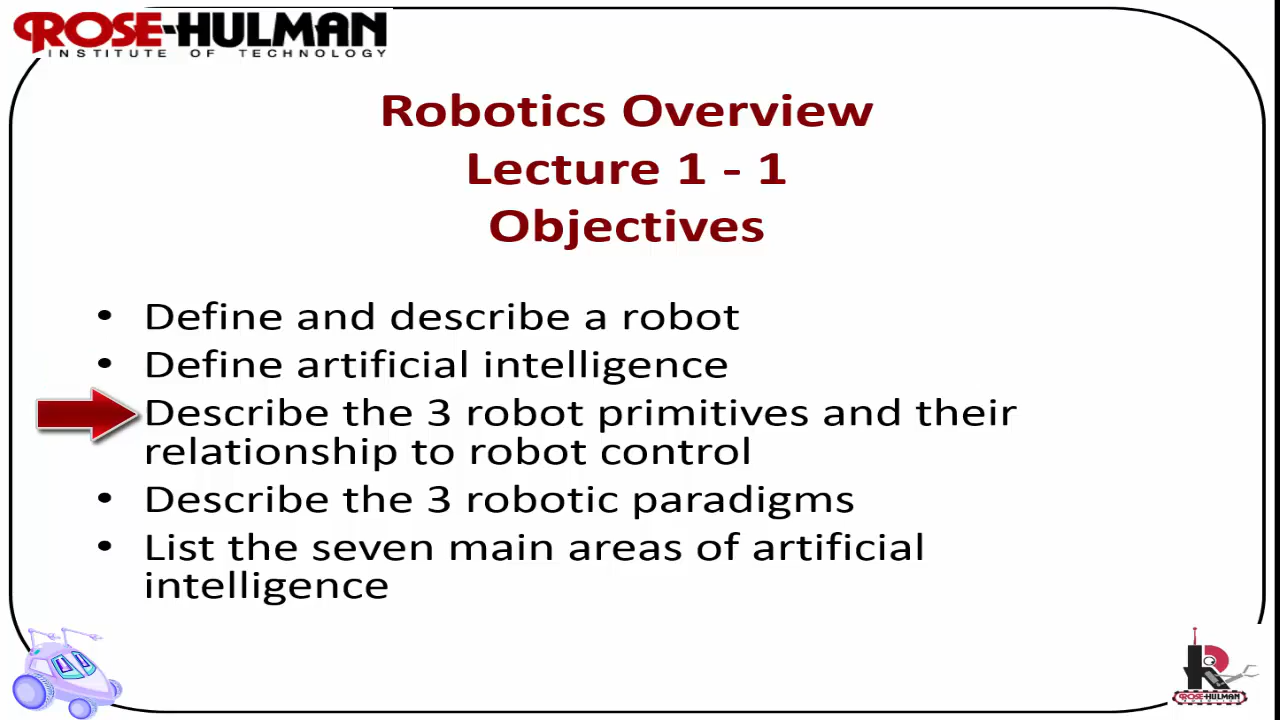 ROSE-HULMAN
INSTITUTE OF TECHNOLOGY
Robotics Overview
Lecture 1 - 1
Objectives
• Define and describe a robot
• Define artificial intelligence
Describe the 3 robot primitives and their
relationship to robot control
• Describe the 3 robotic paradigms
• List the seven main areas of artificial
intelligence
R
ROSE-HULMAN